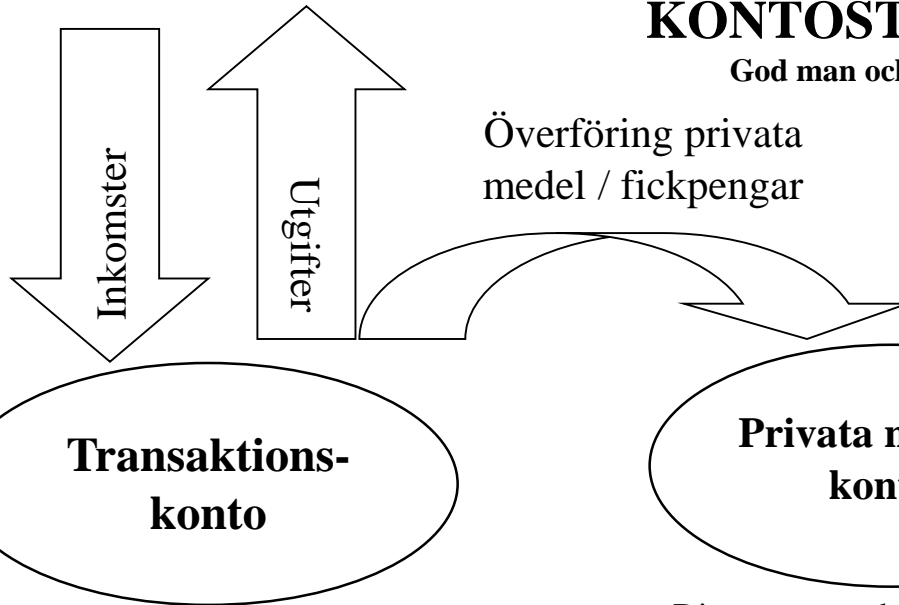 KONTOST
God man och
Överföring privata
medel / fickpengar
Inkomster
Utgifter
Transaktions-
konto
Privata
kont